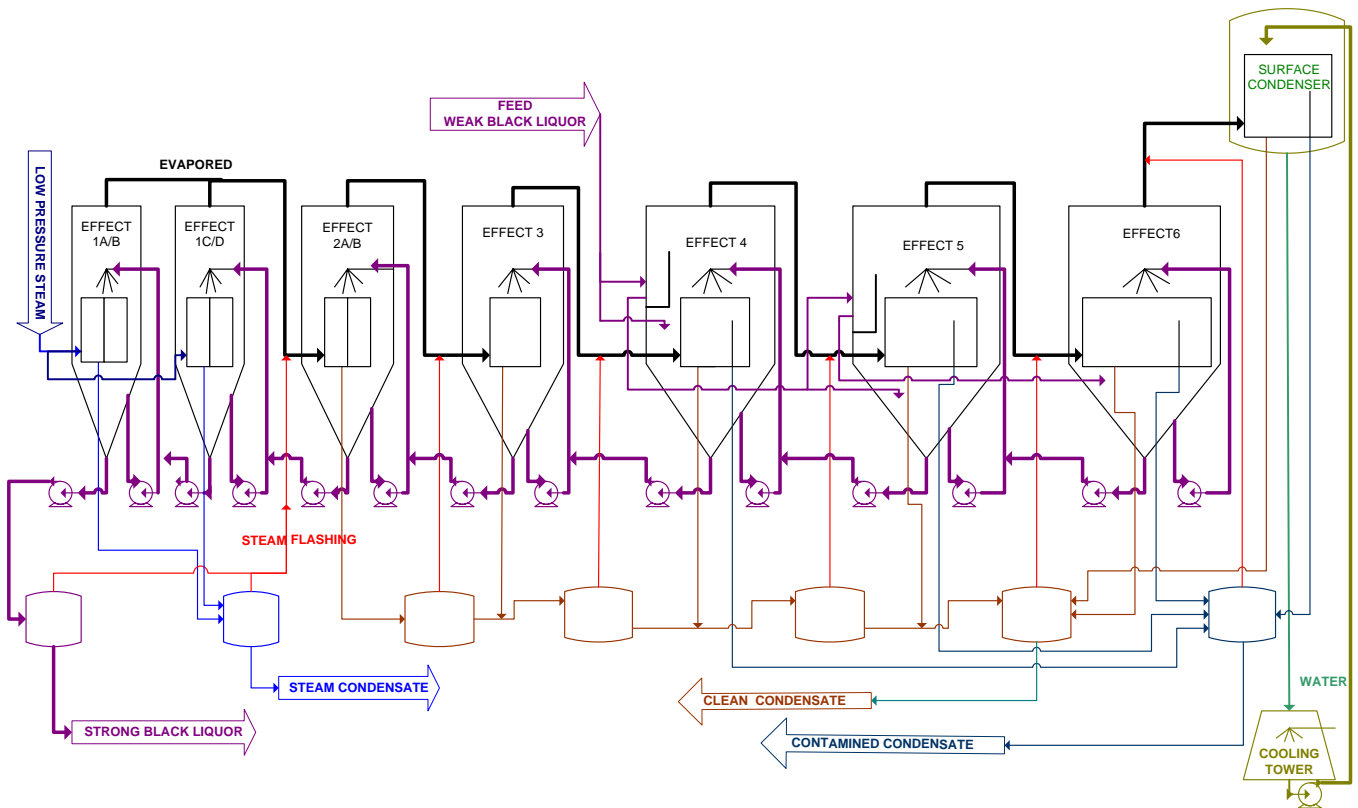 SURFACE
CONDENSER
FEED
WEAK BLACK LIQUOR
LOW PRESSURE STEAM
EVAPORED
EFFECT
1A/B
EFFECT
1C/D
EFFECT
2A/B
EFFECT 3
EFFECT 4
EFFECT 5
EFFECT6
STEAM FLASHING
STEAM CONDENSATE
STRONG BLACK LIQUOR
CLEAN CONDENSATE
CONTAMINED CONDENSATE
WATER
COOLING
TOWER